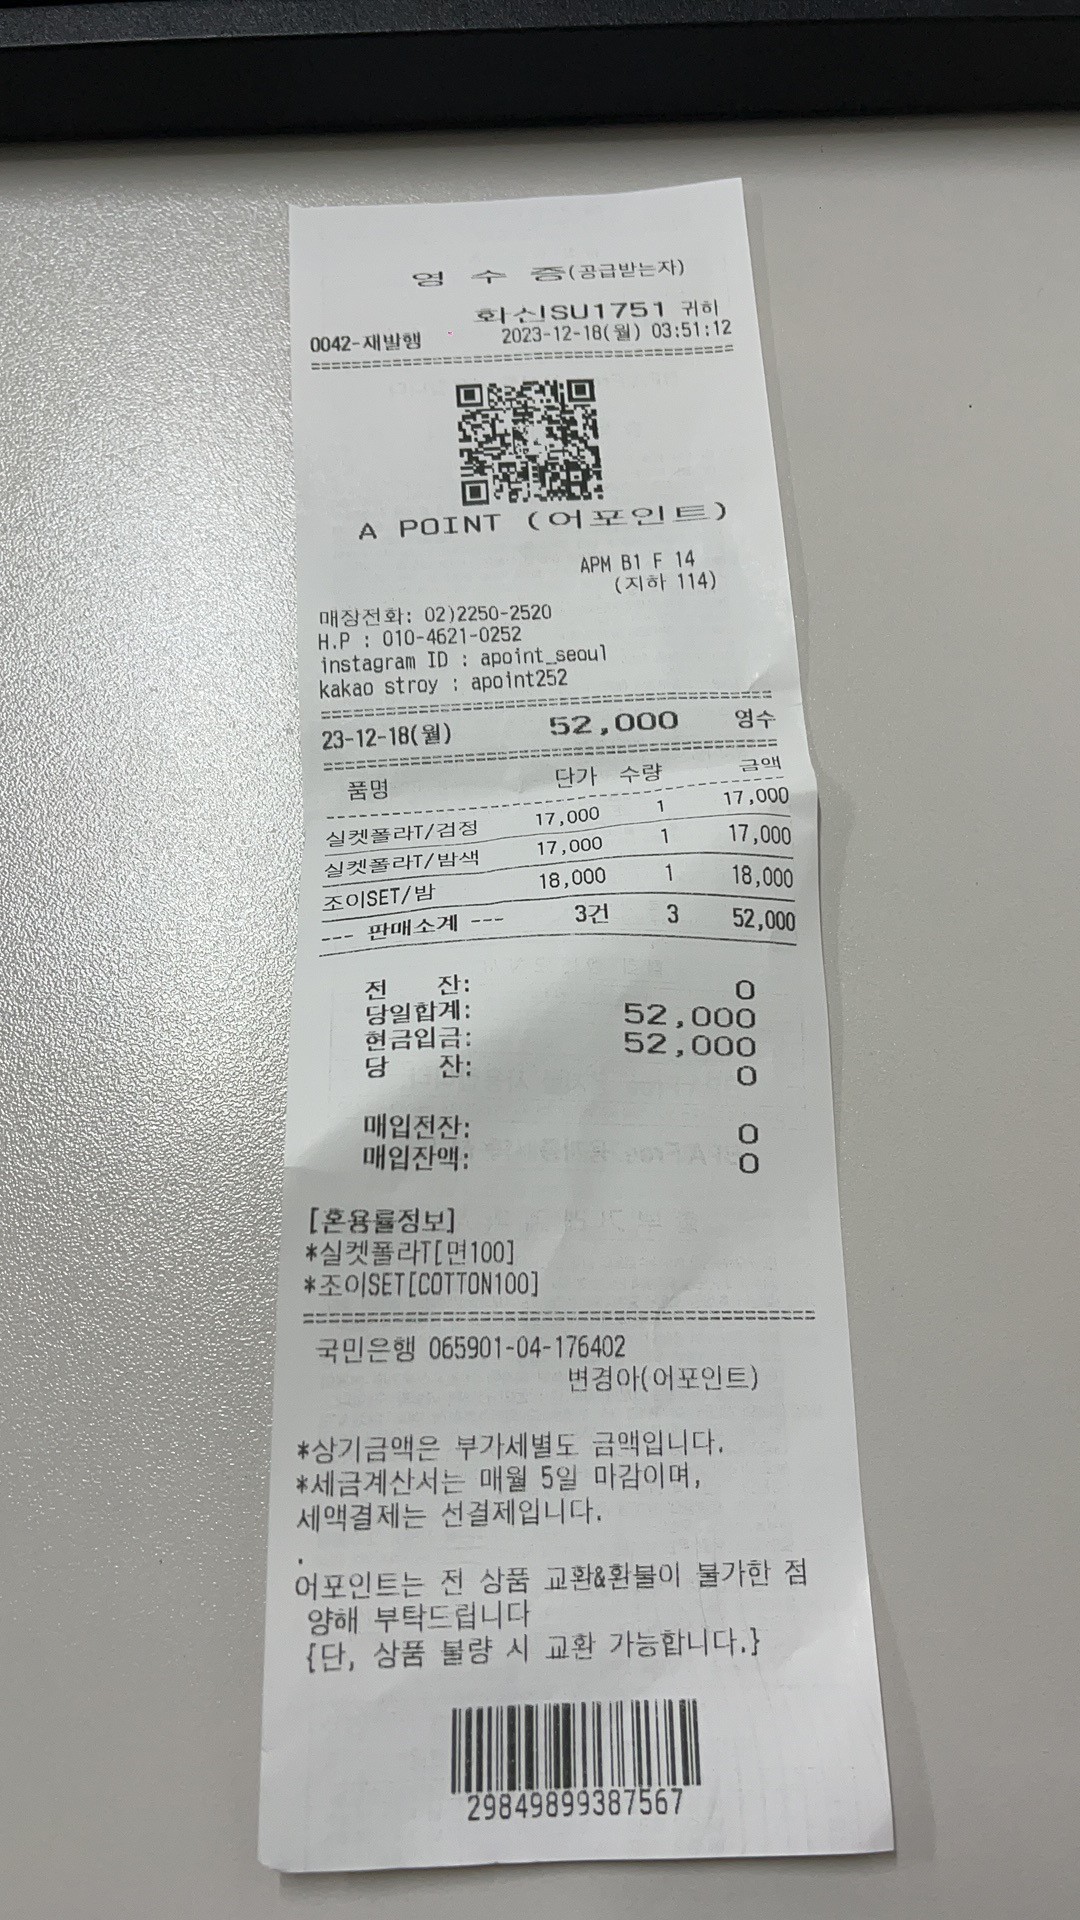 영 수 증(공급받는자)
화신SU1751 귀히
0042-재발행 2023-12-18(월) 03:51:12
A POINT (어포인트)
APM B1 F 14
(지하 114)
매장전화: 02)2250-2520
H.P : 010-4621-0252
instagram ID : apoint_seoul
kakao stroy : apoint252
23-12-18(월) 52,000 영수
품명 단가 수량 금액
실켓폴라T/검정 17,000 1 17,000
실켓폴라T/밤색 17,000 1 17,000
조이SET/밤 18,000 1 18,000
--- 판매소계 --- 3건 3 52,000
전 잔: 0
당일합계: 52,000
현금입금: 52,000
당 잔: 0
매입전잔: 0
매입잔액: 0
[혼용률정보]
*실켓폴라T[면100]
*조이SET[COTTON100]
국민은행 065901-04-176402
변경아(어포인트)
*상기금액은 부가세별도 금액입니다.
*세금계산서는 매월 5일 마감이며,
세액결제는 선결제입니다.
.
어포인트는 전 상품 교환&환불이 불가한 점
양해 부탁드립니다
{단, 상품 불량 시 교환 가능합니다.}
29849899387567